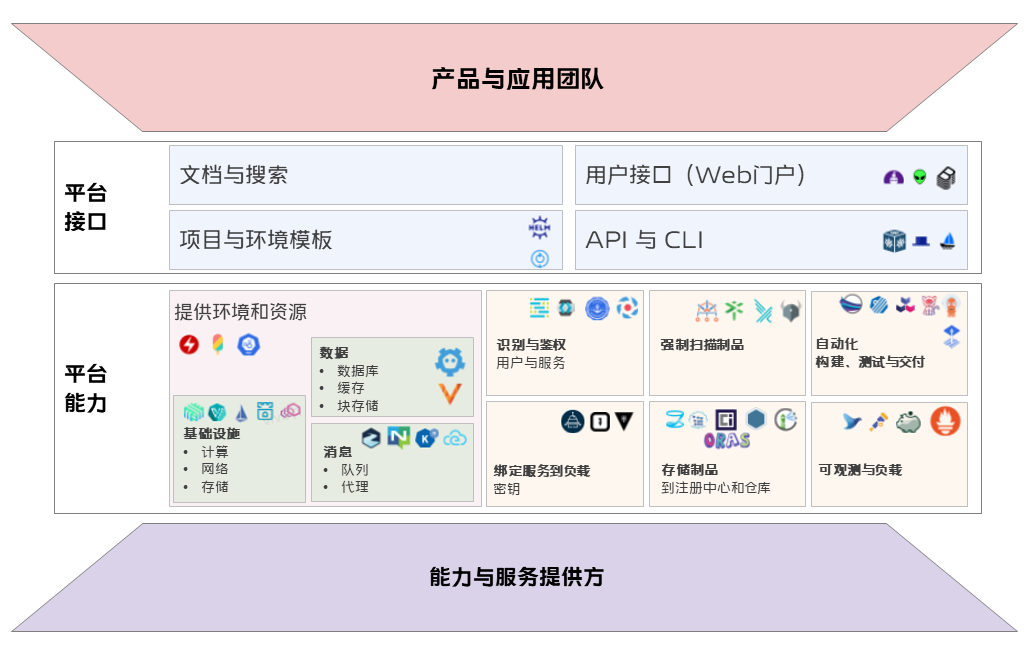 产品与应用团队
平台
接口
文档与搜索
用户接口（Web门户）
项目与环境模板
HELM
API 与 CLI
平台
能力
提供环境和资源
数据
• 数据库
• 缓存
• 块存储
基础设施
• 计算
• 网络
• 存储
消息
• 队列
• 代理
识别与鉴权
用户与服务
强制扫描制品
自动化
构建、测试与交付
绑定服务到负载
密钥
ORAS
存储制品
到注册中心和仓库
可观测与负载
能力与服务提供方